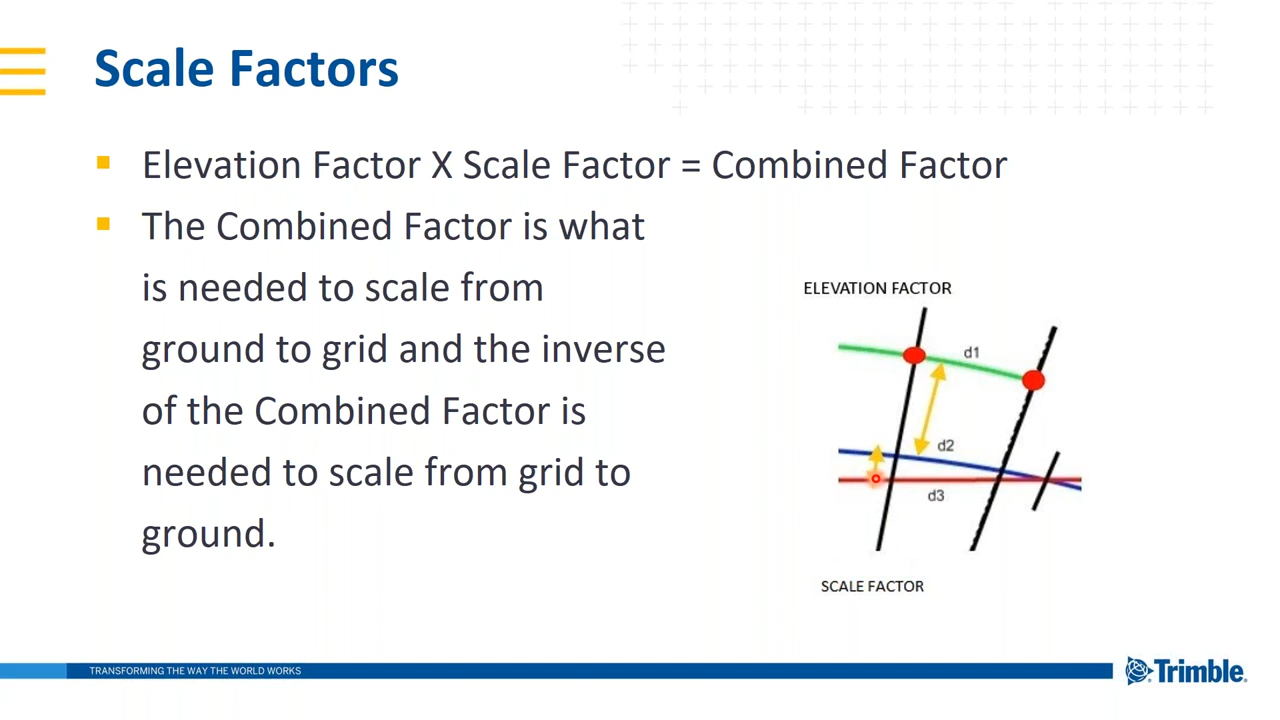 Scale Factors
Elevation Factor X Scale Factor = Combined Factor
The Combined Factor is what
is needed to scale from
ground to grid and the inverse
of the Combined Factor is
needed to scale from grid to
ground.
ELEVATION FACTOR
d1
d2
d3
SCALE FACTOR
TRANSFORMING THE WAY THE WORLD WORKS
Trimble